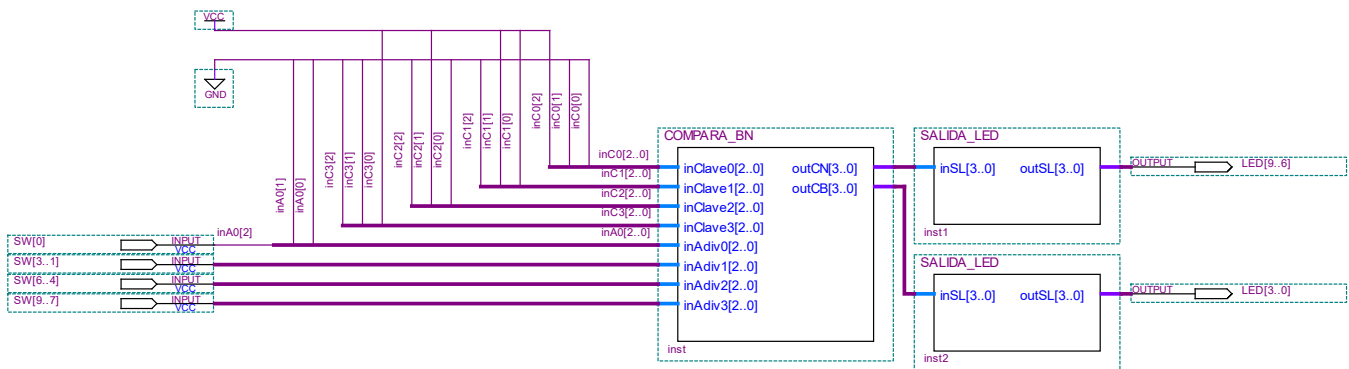 VCC
GND
inA0[1]
inA0[0]
inC3[2]
inC3[1]
inC3[0]
inC2[2]
inC2[1]
inC2[0]
inC1[2]
inC1[1]
inC1[0]
inC0[2]
inC0[1]
inC0[0]
inC0[2..0]
inC1[2..0]
inC2[2..0]
inC3[2..0]
inA0[2..0]
SW[0]
INPUT
VCC
inA0[2]
SW[3..1]
INPUT
VCC
SW[6..4]
INPUT
VCC
SW[9..7]
INPUT
VCC
COMPARA_BN
inClave0[2..0] outCN[3..0]
inClave1[2..0] outCB[3..0]
inClave2[2..0]
inClave3[2..0]
inAdiv0[2..0]
inAdiv1[2..0]
inAdiv2[2..0]
inAdiv3[2..0]
inst
SALIDA_LED
inSL[3..0] outSL[3..0]
inst1
OUTPUT
LED[9..6]
SALIDA_LED
inSL[3..0] outSL[3..0]
inst2
OUTPUT
LED[3..0]